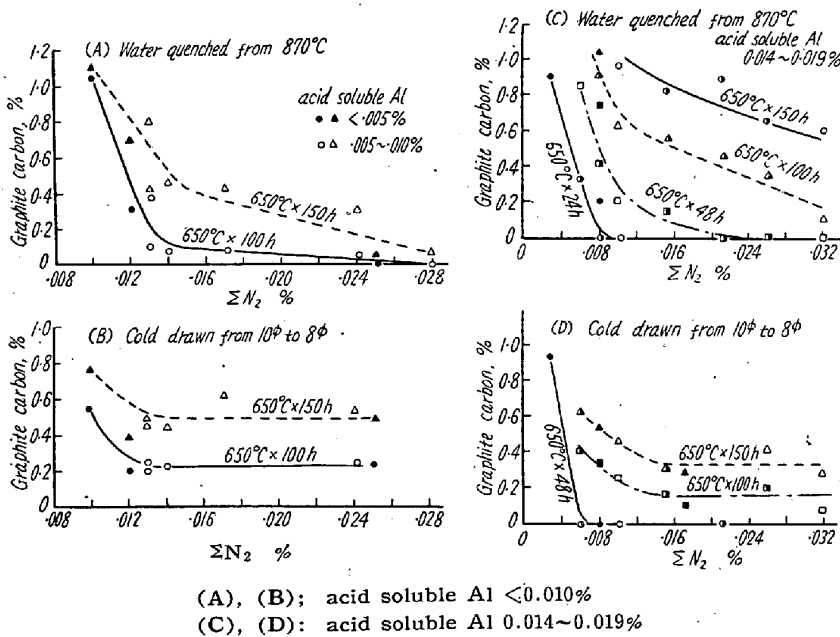 (A) Water quenched from 870°C
acid soluble Al
● ▲ <.005%
○ △ .005~.010%
650°C × 150h
650°C × 100h
Graphite carbon, %
1.2
1.0
0.8
0.6
0.4
0.2
0
.008 .012 .016 .020 .024 .028
ΣN₂ %
(C) Water quenched from 870°C
acid soluble Al
0.014~0.019%
650°C×150h
650°C×100h
650°C×48h
650°C×24h
Graphite carbon, %
1.2
1.0
0.8
0.6
0.4
0.2
0
0 .008 .016 .024 .032
ΣN₂ %
(B) Cold drawn from 10ᶲ to 8ᶲ
650°C×150h
650°C×100h
Graphite carbon, %
1.0
0.8
0.6
0.4
0.2
0
.008 .012 .016 .020 .024 .028
ΣN₂ %
(D) Cold drawn from 10ᶲ to 8ᶲ
650°C×150h
650°C×100h
650°C×48h
Graphite carbon, %
1.0
0.8
0.6
0.4
0.2
0
0 .008 .016 .024 .032
ΣN₂ %
(A), (B); acid soluble Al <0.010%
(C), (D): acid soluble Al 0.014~0.019%